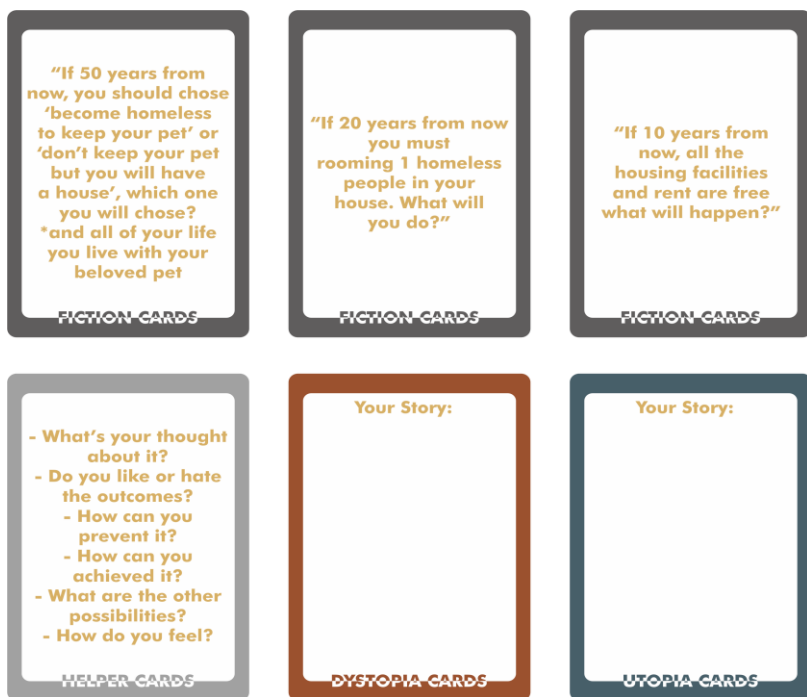 “If 50 years from
now, you should chose
‘become homeless
to keep your pet’ or
‘don’t keep your pet
but you will have
a house’, which one
you will chose?
*and all of your life
you live with your
beloved pet
FICTION CARDS
“If 20 years from now
you must
rooming 1 homeless
people in your
house. What will
you do?”
FICTION CARDS
“If 10 years from
now, all the
housing facilities
and rent are free
what will happen?”
FICTION CARDS
- What’s your thought
about it?
- Do you like or hate
the outcomes?
- How can you
prevent it?
- How can you
achieved it?
- What are the other
possibilities?
- How do you feel?
HELPER CARDS
Your Story:
DYSTOPIA CARDS
Your Story:
UTOPIA CARDS